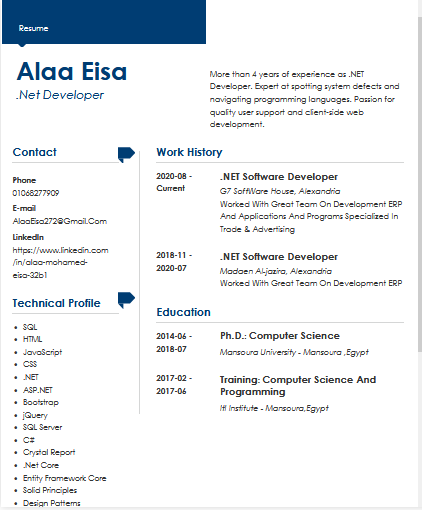 Resume
Alaa Eisa
.Net Developer
More than 4 years of experience as .NET
Developer. Expert at spotting system defects and
navigating programming languages. Passion for
quality user support and client-side web
development.
Contact
Phone
01068277909
E-mail
AlaaEisa272@Gmail.Com
LinkedIn
https://www.linkedin.com
/in/alaa-mohamed-
eisa-32b1
Technical Profile
SQL
HTML
JavaScript
CSS
.NET
ASP.NET
Bootstrap
jQuery
SQL Server
C#
Crystal Report
.Net Core
Entity Framework Core
Solid Principles
Design Patterns
Work History
2020-08 -
Current
.NET Software Developer
G7 SoftWare House, Alexandria
Worked With Great Team On Development ERP
And Applications And Programs Specialized In
Trade & Advertising
2018-11 -
2020-07
.NET Software Developer
Madaen Al-jazira, Alexandria
Worked With Great Team On Development ERP
Education
2014-06 -
2018-07
Ph.D.: Computer Science
Mansoura University - Mansoura ,Egypt
2017-02 -
2017-06
Training: Computer Science And
Programming
Itl Institute - Mansoura,Egypt